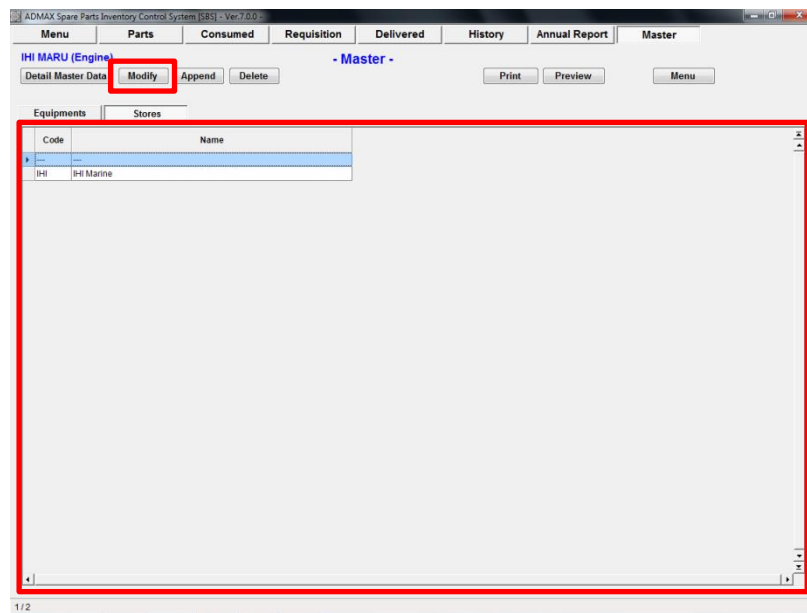 ADMAX Spare Parts Inventory Control System [SBS] - Ver.7.0.0 -
Menu Parts Consumed Requisition Delivered History Annual Report Master
IHI MARU (Engine) - Master -
Detail Master Data Modify Append Delete Print Preview Menu
Equipments Stores
Code Name
--- ---
IHI IHI Marine
1 / 2